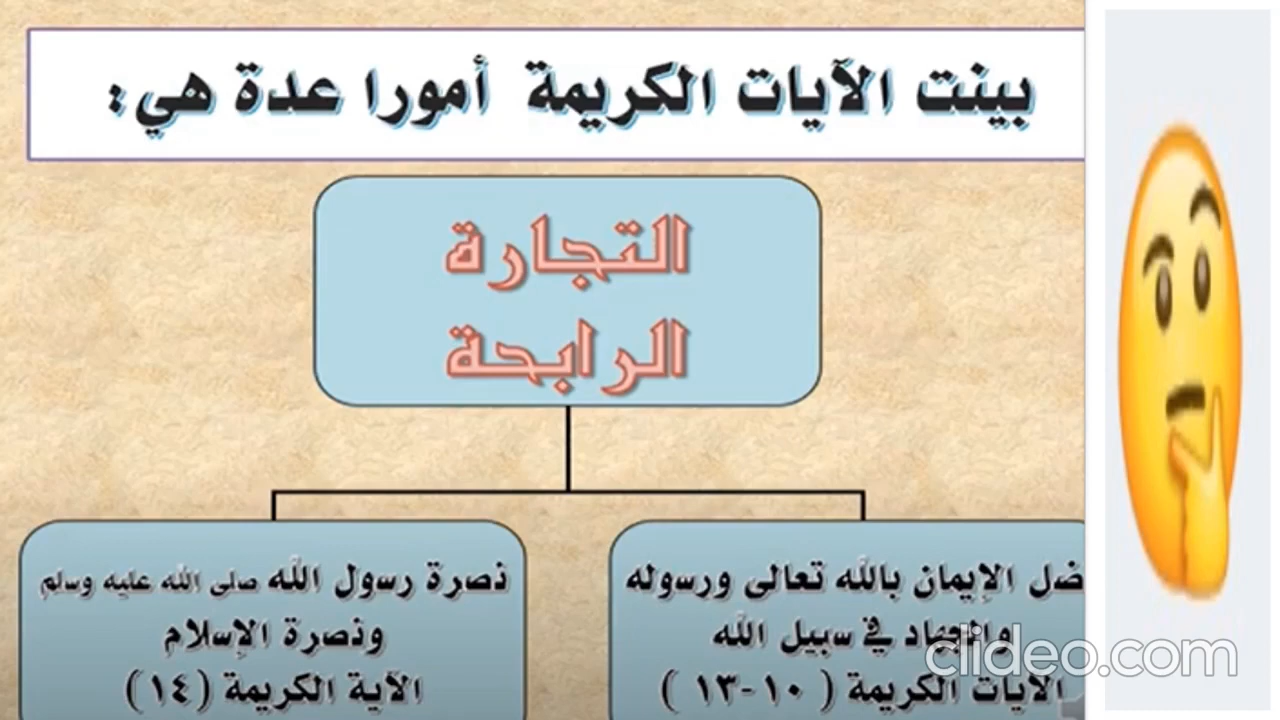 بينت الآيات الكريمة أمورا عدة هي:
التجارة
الرابحة
الإيمان بالله تعالى ورسوله
والجهاد في سبيل الله
الآيات الكريمة ( ١٠-١٣ )
نصرة رسول الله صلى الله عليه وسلم
ونصرة الإسلام
الآية الكريمة (١٤)
clideo.com